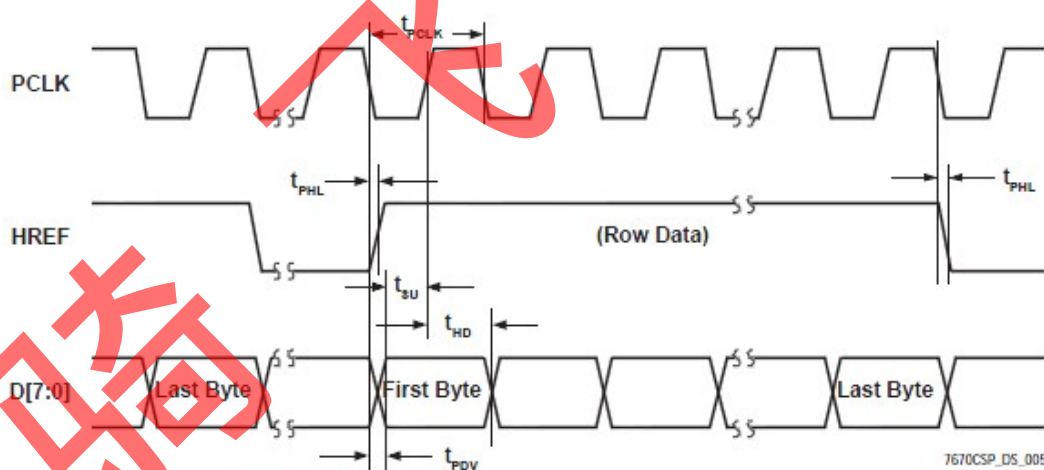 tPCLK
PCLK
tPHL
tPHL
HREF
(Row Data)
tSU
tHD
D[7:0]
Last Byte
First Byte
Last Byte
tPDV
7670CSP_DS_005